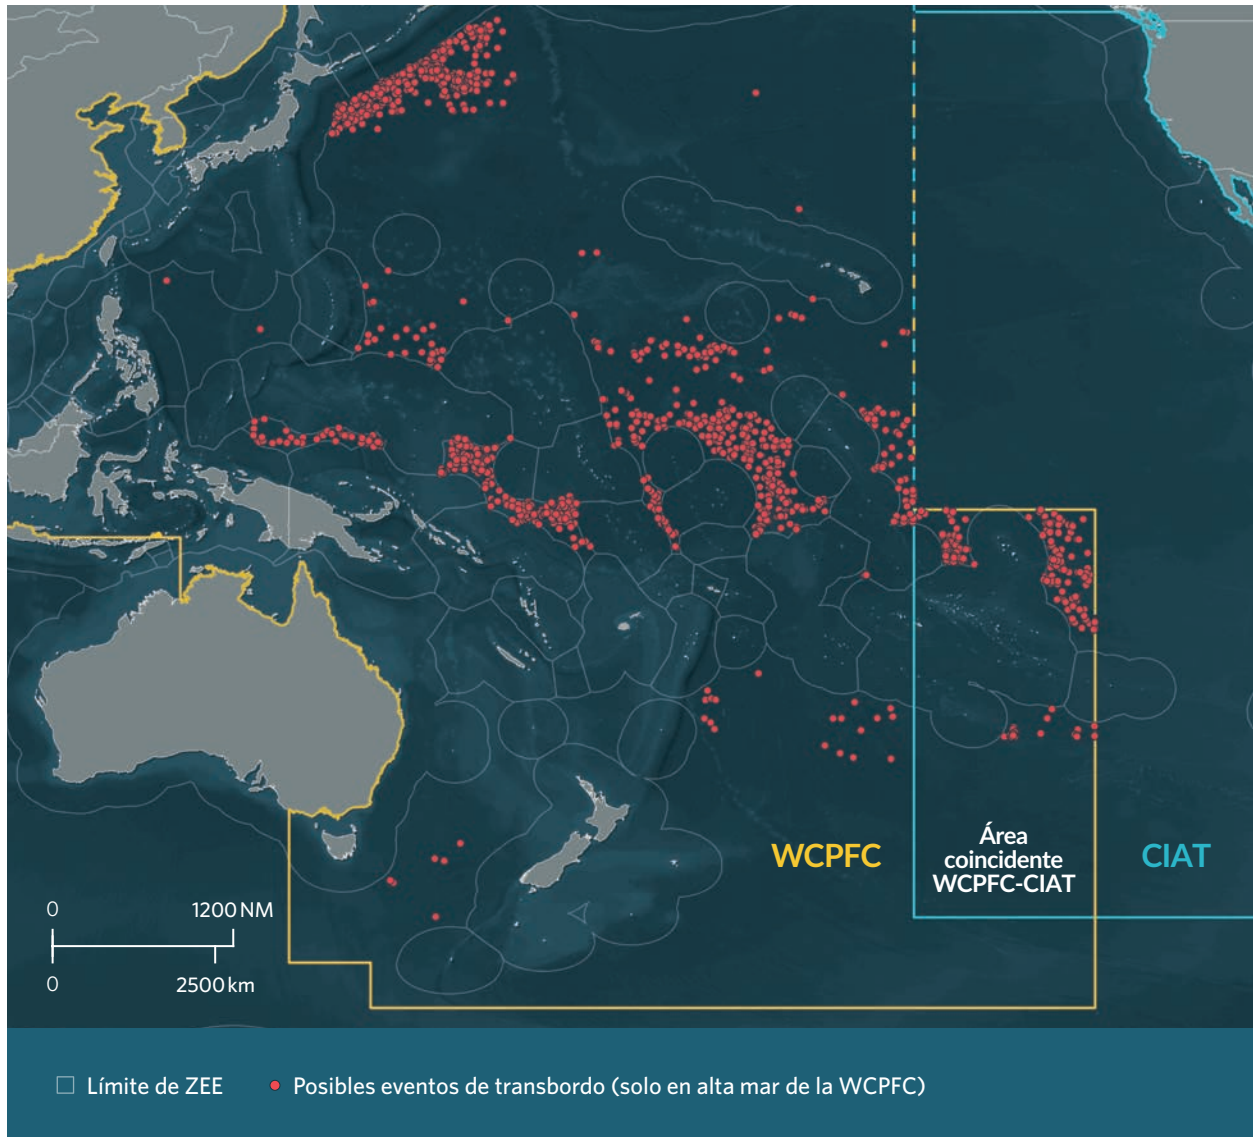 WCPFC
Área
coincidente
WCPFC-CIAT
CIAT
0
1200 NM
0
2500 km
Límite de ZEE
Posibles eventos de transbordo (solo en alta mar de la WCPFC)